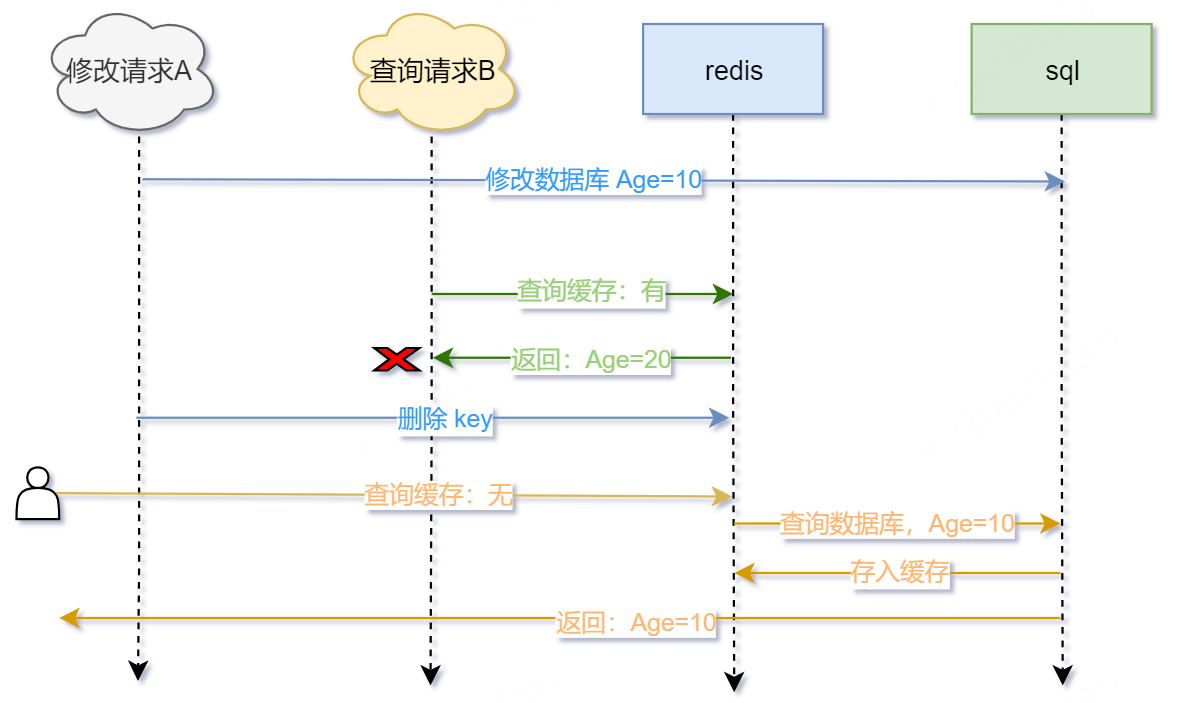 修改请求A
查询请求B
redis
sql
修改数据库 Age=10
查询缓存：有
返回：Age=20
删除 key
查询缓存：无
查询数据库，Age=10
存入缓存
返回：Age=10